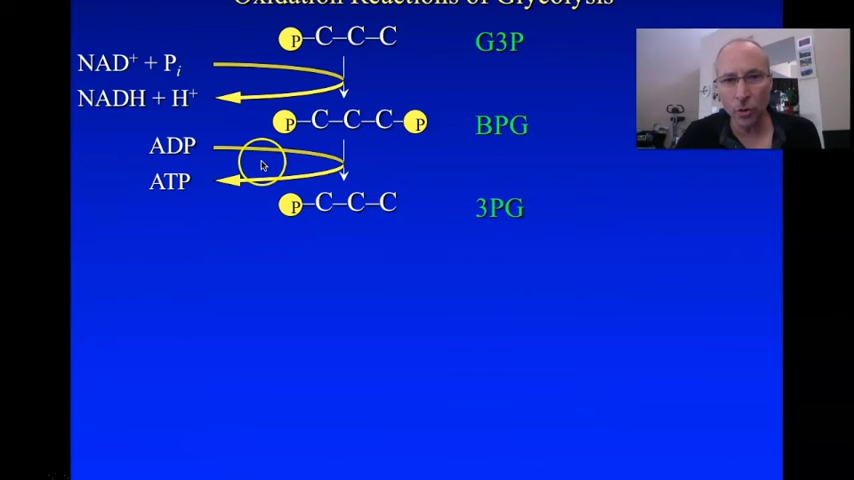 Oxidation Reactions of Glycolysis
P–C–C–C G3P
NAD⁺ + Pᵢ
NADH + H⁺
P–C–C–C–P BPG
ADP
ATP
P–C–C–C 3PG